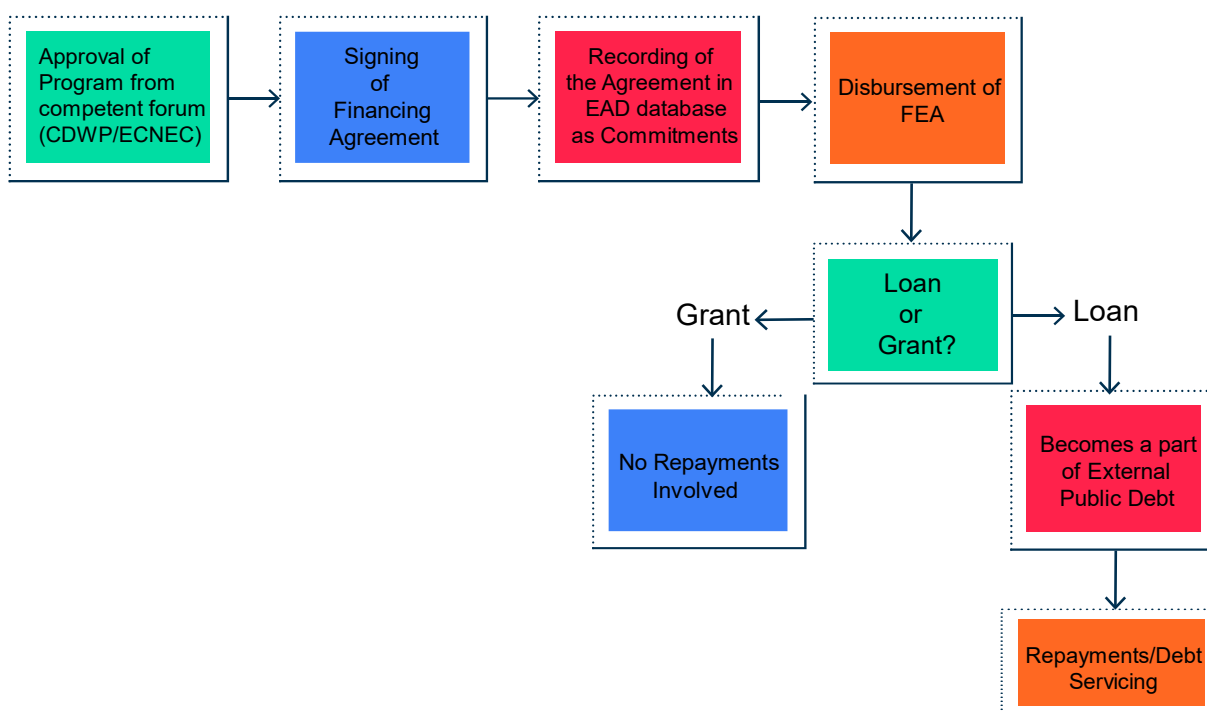 Approval of
Program from
competent forum
(CDWP/ECNEC)
Signing
of
Financing
Agreement
Recording of
the Agreement in
EAD database
as Commitments
Disbursement of
FEA
Loan
or
Grant?
Grant
Loan
No Repayments
Involved
Becomes a part
of External
Public Debt
Repayments/Debt
Servicing